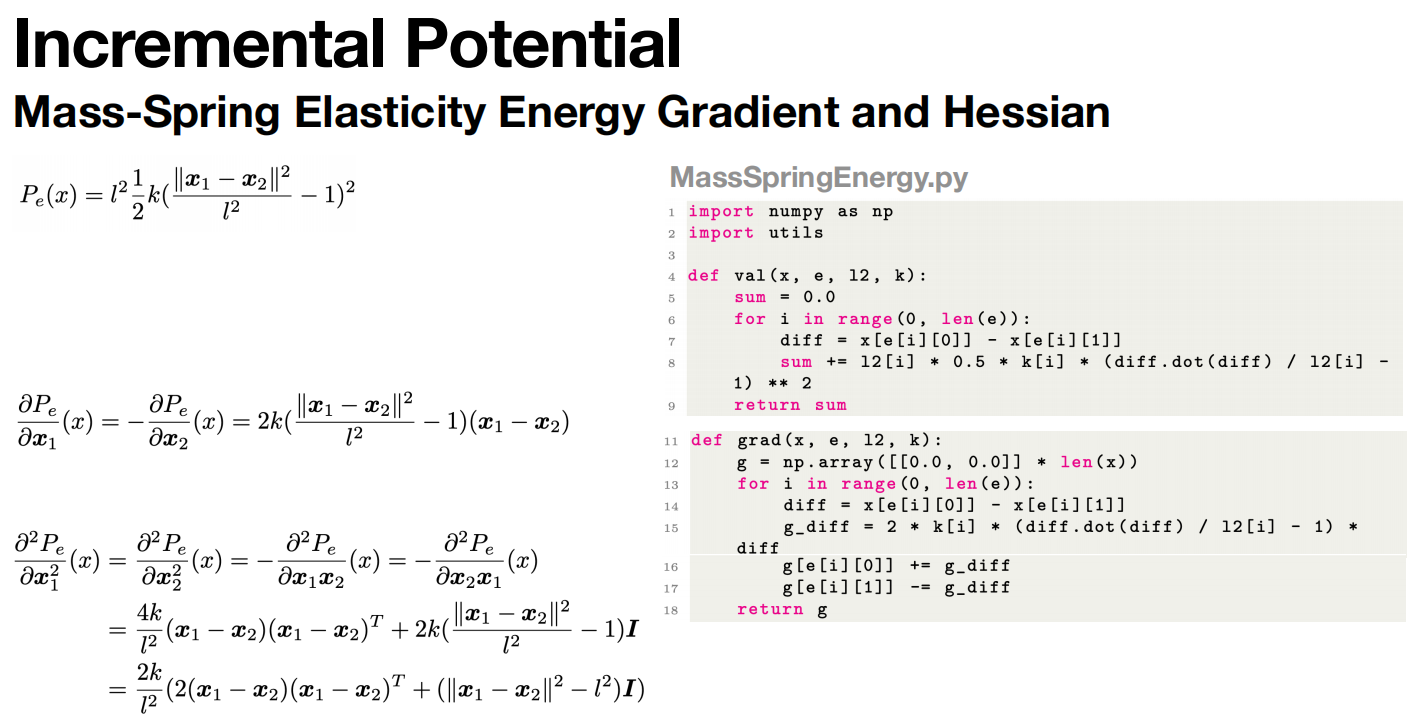 Incremental Potential
Mass-Spring Elasticity Energy Gradient and Hessian
$P_e(x) = l^2 \frac{1}{2} k(\frac{\|\boldsymbol{x}_1 - \boldsymbol{x}_2\|^2}{l^2} - 1)^2$
$\frac{\partial P_e}{\partial \boldsymbol{x}_1}(x) = -\frac{\partial P_e}{\partial \boldsymbol{x}_2}(x) = 2k(\frac{\|\boldsymbol{x}_1 - \boldsymbol{x}_2\|^2}{l^2} - 1)(\boldsymbol{x}_1 - \boldsymbol{x}_2)$
$\frac{\partial^2 P_e}{\partial \boldsymbol{x}_1^2}(x) = \frac{\partial^2 P_e}{\partial \boldsymbol{x}_2^2}(x) = -\frac{\partial^2 P_e}{\partial \boldsymbol{x}_1 \boldsymbol{x}_2}(x) = -\frac{\partial^2 P_e}{\partial \boldsymbol{x}_2 \boldsymbol{x}_1}(x)$
$= \frac{4k}{l^2}(\boldsymbol{x}_1 - \boldsymbol{x}_2)(\boldsymbol{x}_1 - \boldsymbol{x}_2)^T + 2k(\frac{\|\boldsymbol{x}_1 - \boldsymbol{x}_2\|^2}{l^2} - 1)\boldsymbol{I}$
$= \frac{2k}{l^2}(2(\boldsymbol{x}_1 - \boldsymbol{x}_2)(\boldsymbol{x}_1 - \boldsymbol{x}_2)^T + (\|\boldsymbol{x}_1 - \boldsymbol{x}_2\|^2 - l^2)\boldsymbol{I})$
MassSpringEnergy.py
1 import numpy as np
2 import utils
3
4 def val(x, e, l2, k):
5     sum = 0.0
6     for i in range(0, len(e)):
7         diff = x[e[i][0]] - x[e[i][1]]
8         sum += l2[i] * 0.5 * k[i] * (diff.dot(diff) / l2[i] -
    1) ** 2
9     return sum
11 def grad(x, e, l2, k):
12     g = np.array([[0.0, 0.0]] * len(x))
13     for i in range(0, len(e)):
14         diff = x[e[i][0]] - x[e[i][1]]
15         g_diff = 2 * k[i] * (diff.dot(diff) / l2[i] - 1) *
    diff
16         g[e[i][0]] += g_diff
17         g[e[i][1]] -= g_diff
18     return g